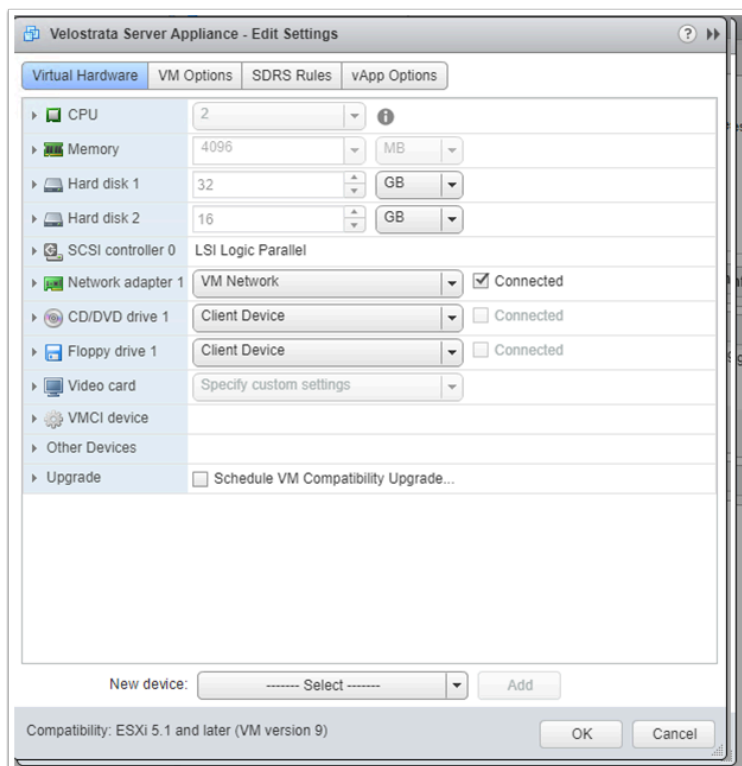 Velostrata Server Appliance - Edit Settings
Virtual Hardware VM Options SDRS Rules vApp Options
CPU 2
Memory 4096 MB
Hard disk 1 32 GB
Hard disk 2 16 GB
SCSI controller 0 LSI Logic Parallel
Network adapter 1 VM Network Connected
CD/DVD drive 1 Client Device Connected
Floppy drive 1 Client Device Connected
Video card Specify custom settings
VMCI device
Other Devices
Upgrade Schedule VM Compatibility Upgrade...
New device: ------- Select ------- Add
Compatibility: ESXi 5.1 and later (VM version 9) OK Cancel